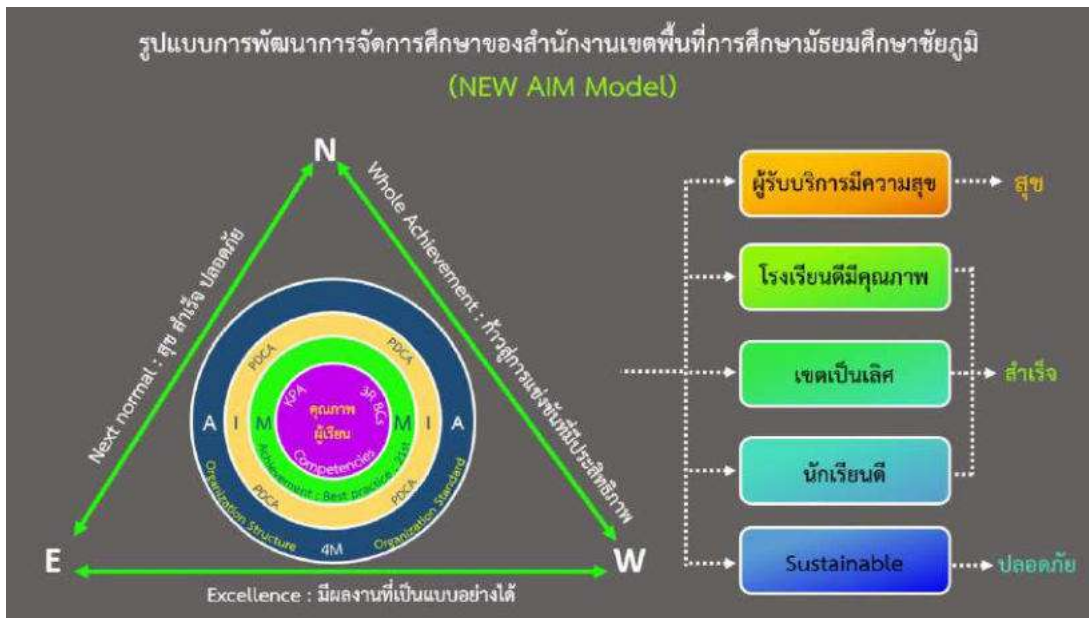 รูปแบบการพัฒนาการจัดการศึกษาของสำนักงานเขตพื้นที่การศึกษามัธยมศึกษาชัยภูมิ
(NEW AIM Model)
N
Next normal : สุข สำเร็จ ปลอดภัย
Whole Achievement : ก้าวสู่การแข่งขันที่มีประสิทธิภาพ
PDCA
PDCA
KPA
3R 8Cs
A I M
คุณภาพ
ผู้เรียน
M I A
Competencies
Achievement : Best practice : 21st
PDCA
PDCA
Organization Structure
4M
Organization Standard
E
W
Excellence : มีผลงานที่เป็นแบบอย่างได้
ผู้รับบริการมีความสุข
สุข
โรงเรียนดีมีคุณภาพ
เขตเป็นเลิศ
สำเร็จ
นักเรียนดี
Sustainable
ปลอดภัย